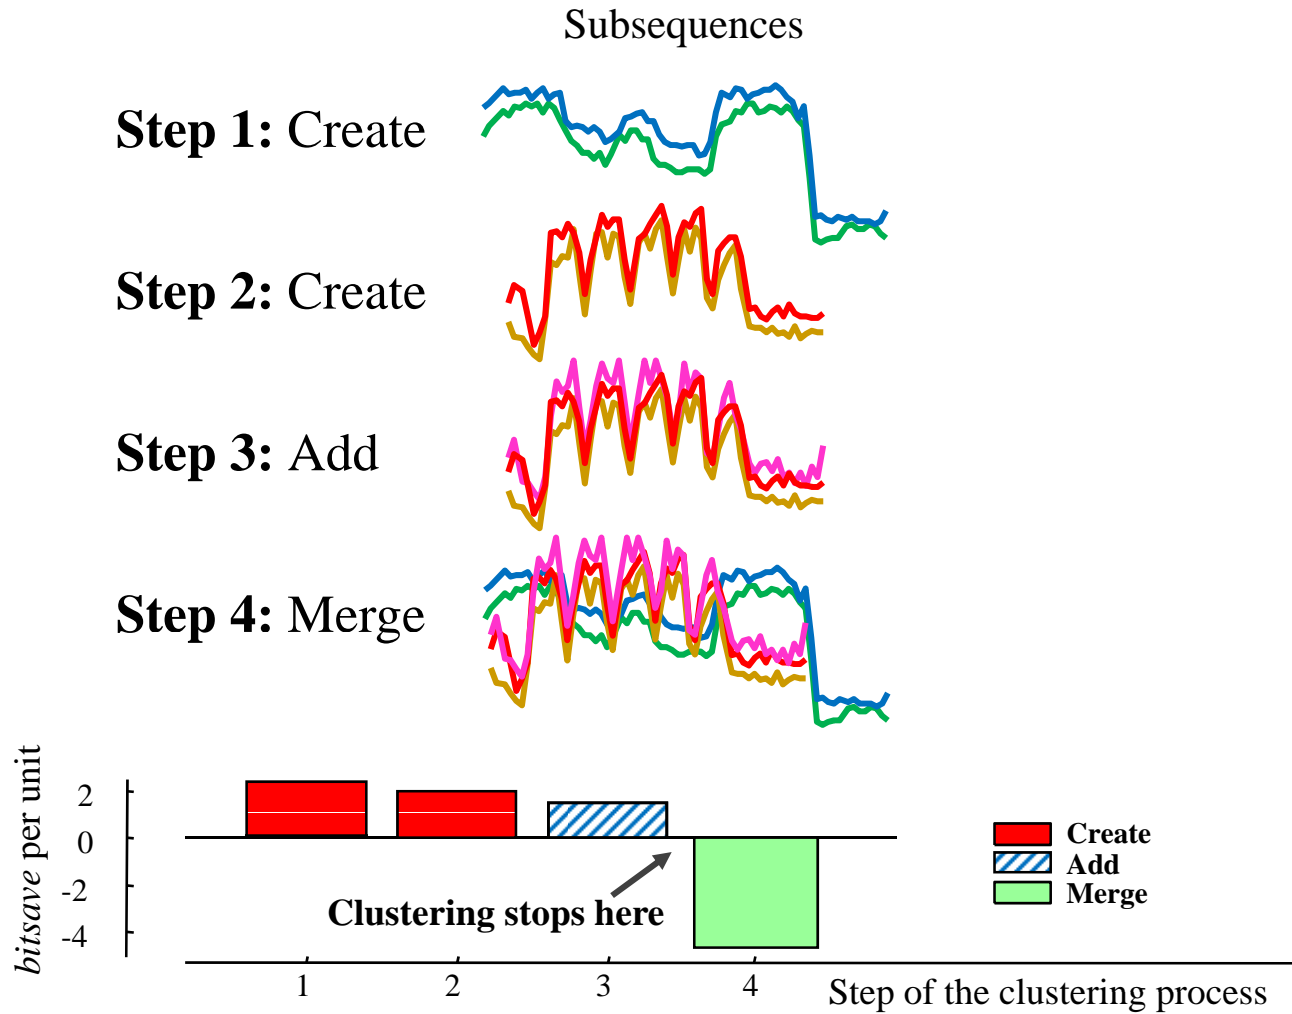 Subsequences
Step 1: Create
Step 2: Create
Step 3: Add
Step 4: Merge
bitsave per unit
2
0
-2
-4
Clustering stops here
Create
Add
Merge
1 2 3 4
Step of the clustering process